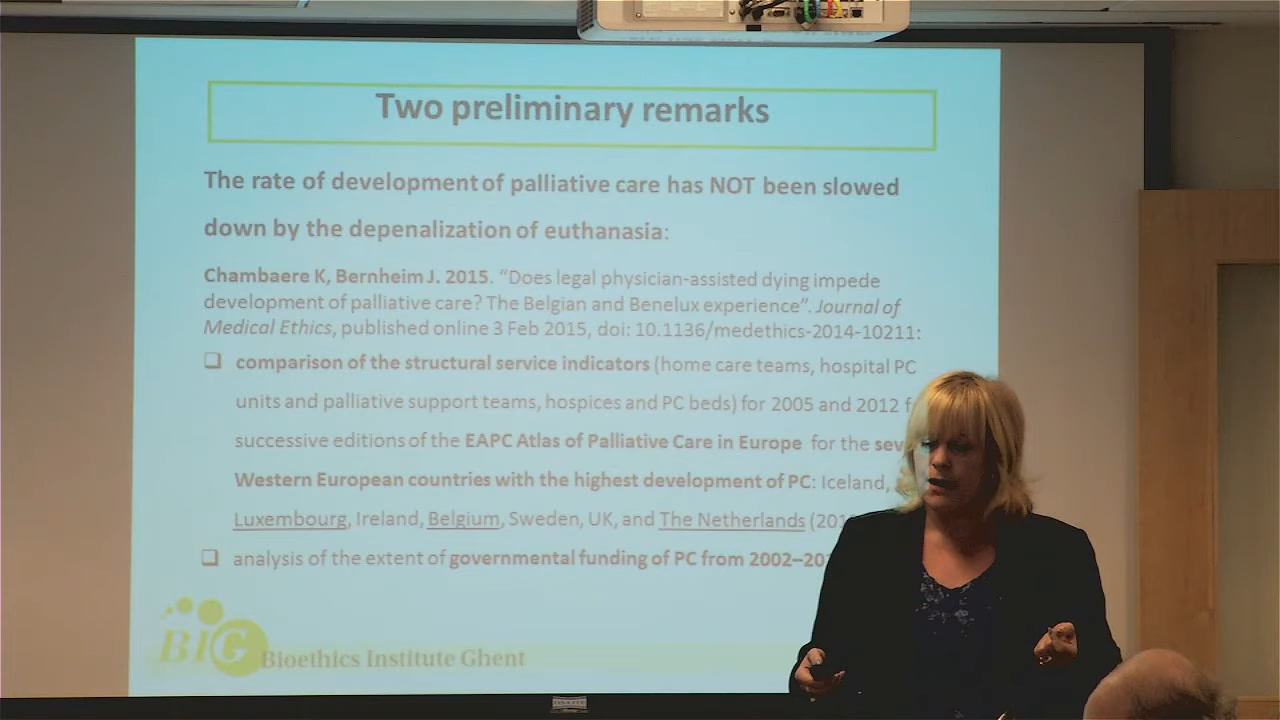 Two preliminary remarks
The rate of development of palliative care has NOT been slowed
down by the depenalization of euthanasia:
Chambaere K, Bernheim J. 2015. “Does legal physician-assisted dying impede
development of palliative care? The Belgian and Benelux experience”. Journal of
Medical Ethics, published online 3 Feb 2015, doi: 10.1136/medethics-2014-10211:
❑ comparison of the structural service indicators (home care teams, hospital PC
units and palliative support teams, hospices and PC beds) for 2005 and 2012
successive editions of the EAPC Atlas of Palliative Care in Europe for the
Western European countries with the highest development of PC: Iceland,
Luxembourg, Ireland, Belgium, Sweden, UK, and The Netherlands
❑ analysis of the extent of governmental funding of PC from
BIG Bioethics Institute Ghent